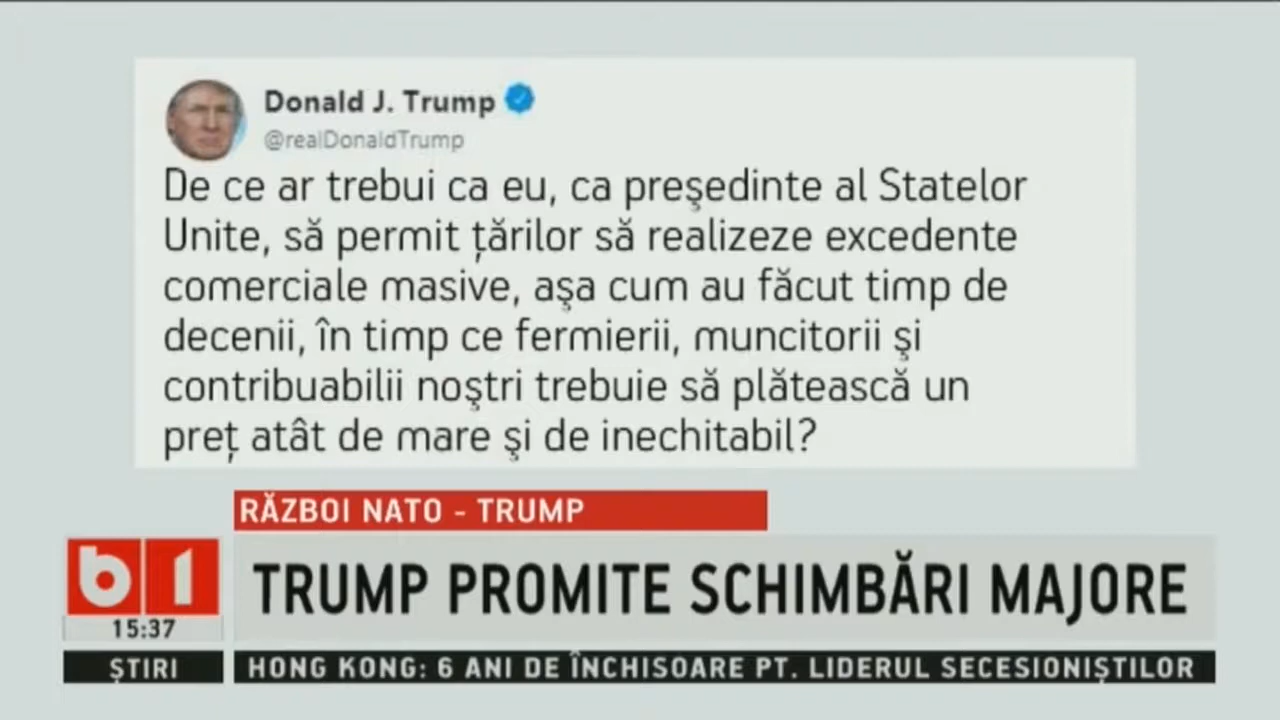 Donald J. Trump
@realDonaldTrump
De ce ar trebui ca eu, ca preşedinte al Statelor
Unite, să permit ţărilor să realizeze excedente
comerciale masive, aşa cum au făcut timp de
decenii, în timp ce fermierii, muncitorii şi
contribuabilii noştri trebuie să plătească un
preţ atât de mare şi de inechitabil?
RĂZBOI NATO - TRUMP
b1
TRUMP PROMITE SCHIMBĂRI MAJORE
15:37
ŞTIRI
HONG KONG: 6 ANI DE ÎNCHISOARE PT. LIDERUL SECESIONIŞTILOR